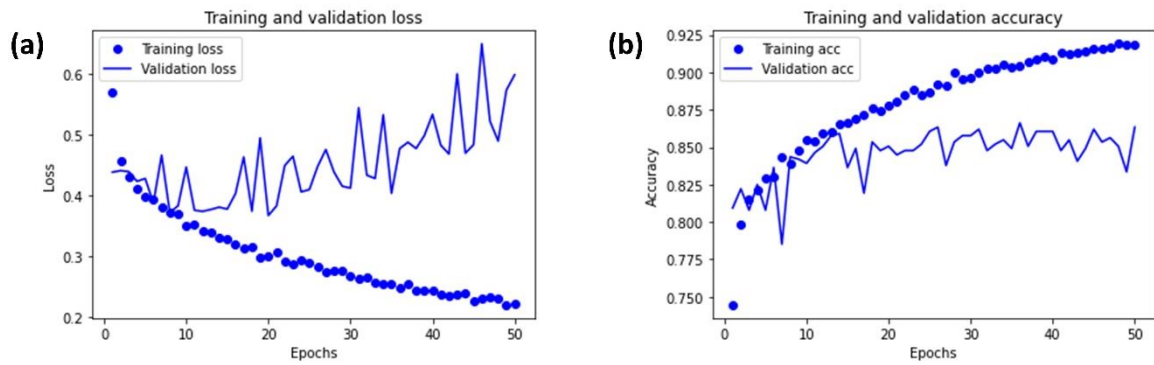 (a)
Training and validation loss
Training loss
Validation loss
0.6
0.5
0.4
0.3
0.2
Loss
0 10 20 30 40 50
Epochs
(b)
Training and validation accuracy
Training acc
Validation acc
0.925
0.900
0.875
0.850
0.825
0.800
0.775
0.750
Accuracy
0 10 20 30 40 50
Epochs